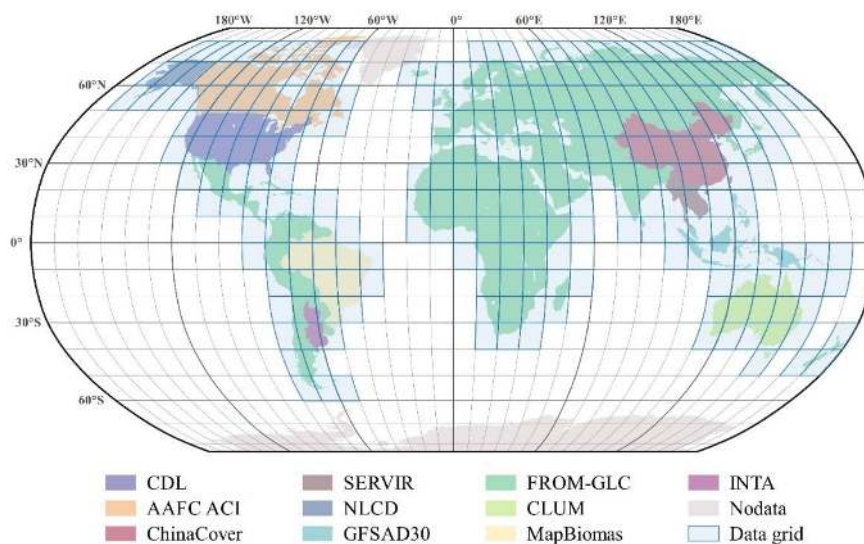 180°W 120°W 60°W 0° 60°E 120°E 180°E
60°N
30°N
0°
30°S
60°S
CDL SERVIR FROM-GLC INTA
AAFC ACI NLCD CLUM Nodata
ChinaCover GFSAD30 MapBiomas Data grid